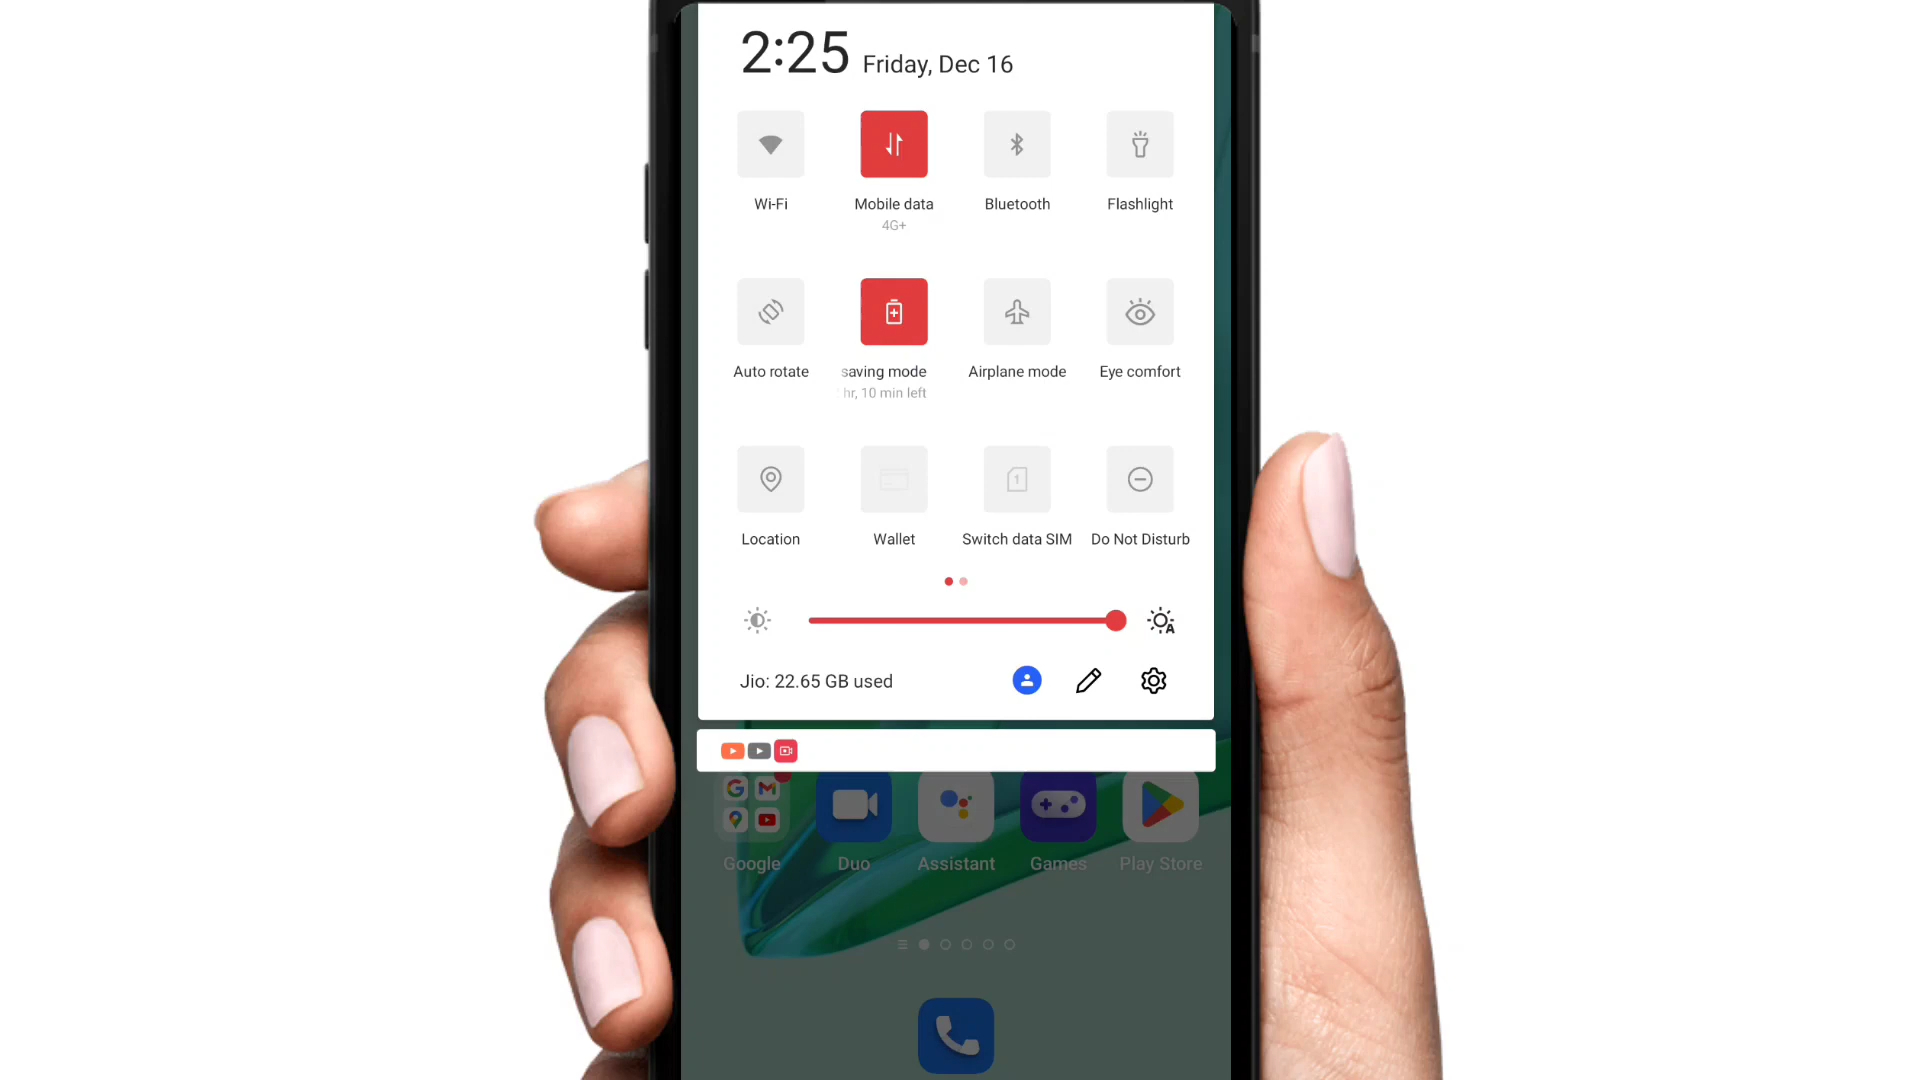 2:25 Friday, Dec 16
Wi-Fi Mobile data Bluetooth Flashlight
4G+
Auto rotate saving mode Airplane mode Eye comfort
hr, 10 min left
1
Location Wallet Switch data SIM Do Not Disturb
A
Jio: 22.65 GB used
Google Duo Assistant Games Play Store